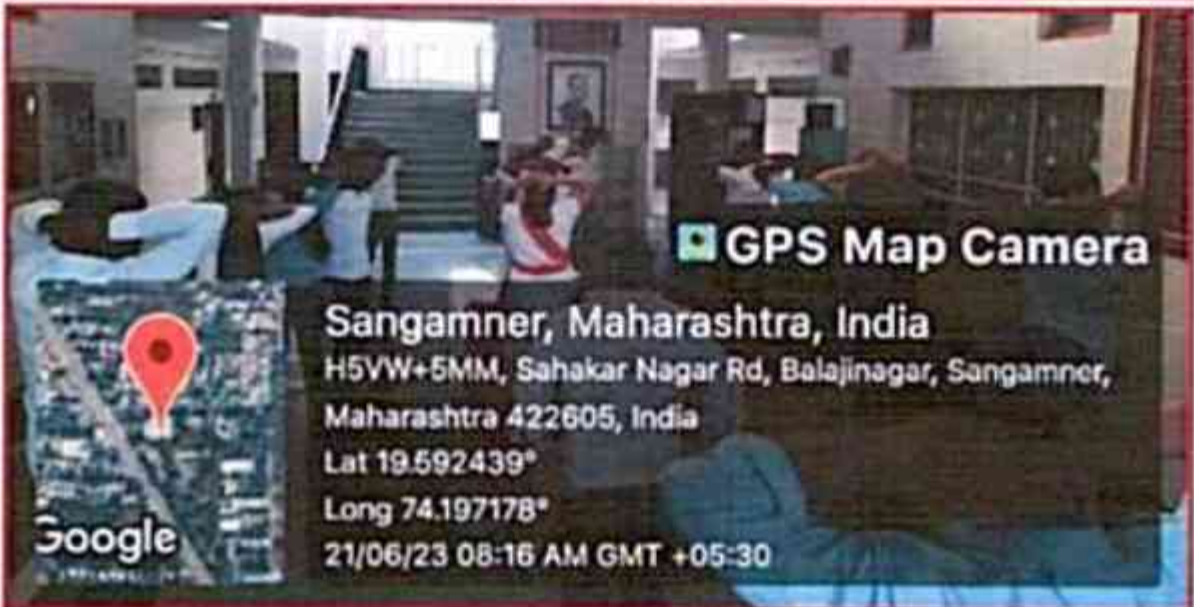 GPS Map Camera
Sangamner, Maharashtra, India
H5VW+5MM, Sahakar Nagar Rd, Balajinagar, Sangamner,
Maharashtra 422605, India
Lat 19.592439°
Long 74.197178°
21/06/23 08:16 AM GMT +05:30
Google